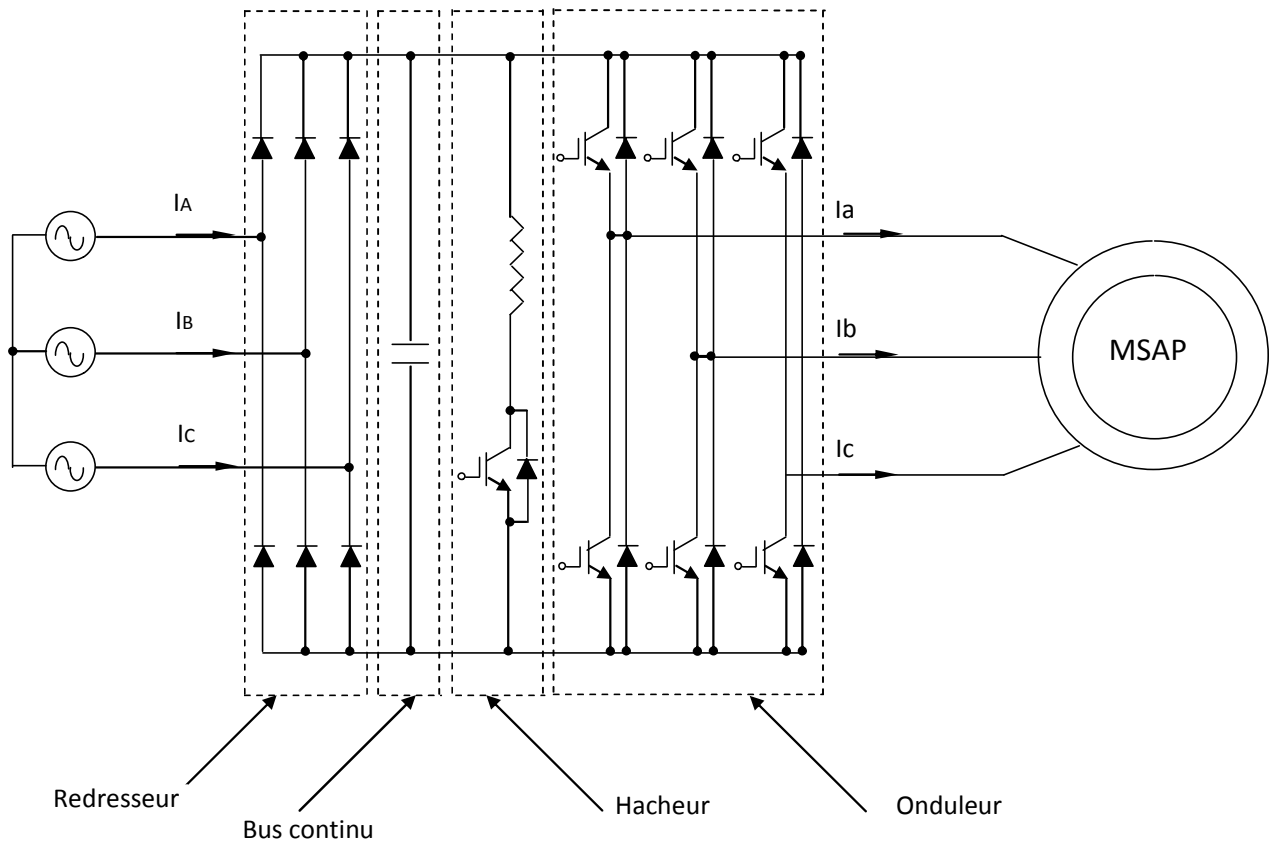 IA
Ia
IB
Ib
MSAP
IC
Ic
Redresseur
Bus continu
Hacheur
Onduleur